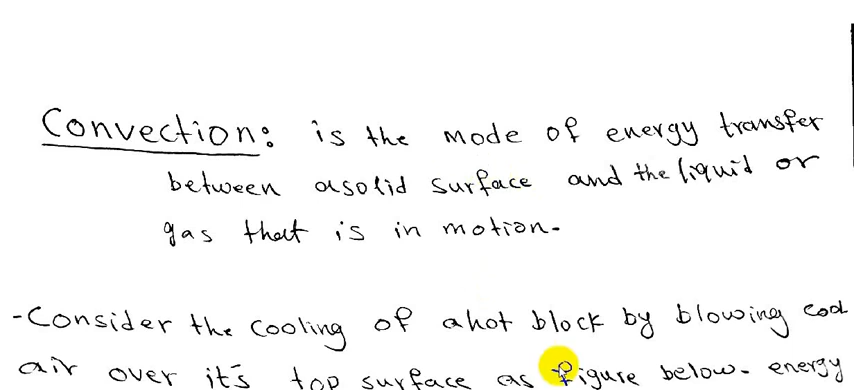 Convection: is the mode of energy transfer
between a solid surface and the liquid or
gas that is in motion.
- Consider the cooling of a hot block by blowing cool
air over it's top surface as figure below. energy